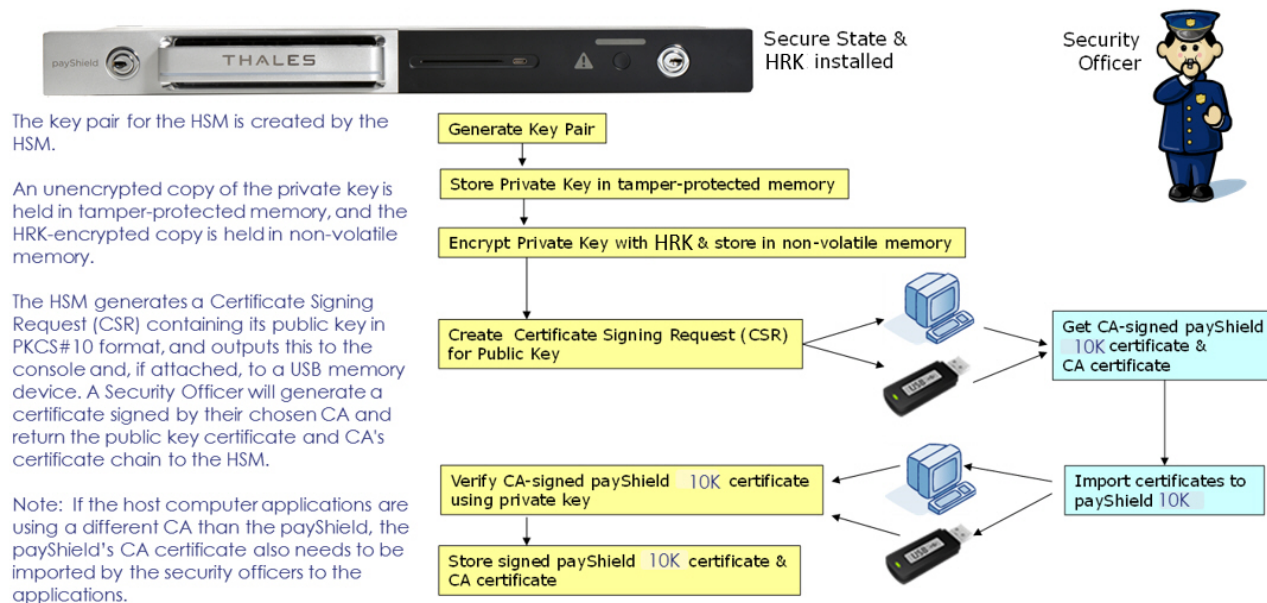 payShield
THALES
Secure State &
HRK installed
Security
Officer
The key pair for the HSM is created by the
HSM.
An unencrypted copy of the private key is
held in tamper-protected memory, and the
HRK-encrypted copy is held in non-volatile
memory.
The HSM generates a Certificate Signing
Request (CSR) containing its public key in
PKCS#10 format, and outputs this to the
console and, if attached, to a USB memory
device. A Security Officer will generate a
certificate signed by their chosen CA and
return the public key certificate and CA's
certificate chain to the HSM.
Note: If the host computer applications are
using a different CA than the payShield, the
payShield's CA certificate also needs to be
imported by the security officers to the
applications.
Generate Key Pair
Store Private Key in tamper-protected memory
Encrypt Private Key with HRK & store in non-volatile memory
Create Certificate Signing Request (CSR)
for Public Key
USB
Get CA-signed payShield
10K certificate &
CA certificate
Import certificates to
payShield 10K
USB
Verify CA-signed payShield 10K certificate
using private key
Store signed payShield 10K certificate &
CA certificate